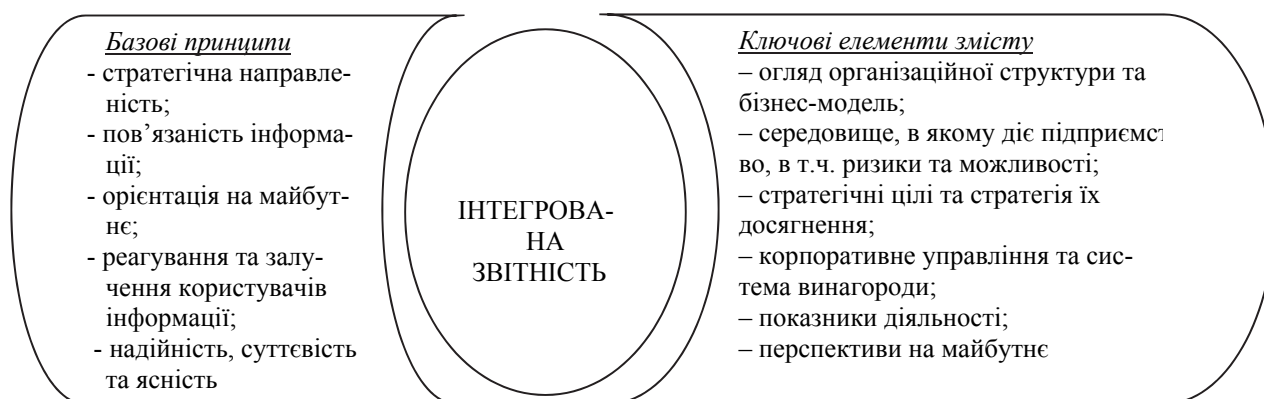 Базові принципи
- стратегічна направле-
ність;
- пов’язаність інформа-
ції;
- орієнтація на майбут-
нє;
- реагування та залу-
чення користувачів
інформації;
- надійність, суттєвість
та ясність
ІНТЕГРОВА-
НА
ЗВІТНІСТЬ
Ключові елементи змісту
– огляд організаційної структури та
бізнес-модель;
– середовище, в якому діє підприємст
во, в т.ч. ризики та можливості;
– стратегічні цілі та стратегія їх
досягнення;
– корпоративне управління та сис-
тема винагороди;
– показники діяльності;
– перспективи на майбутнє